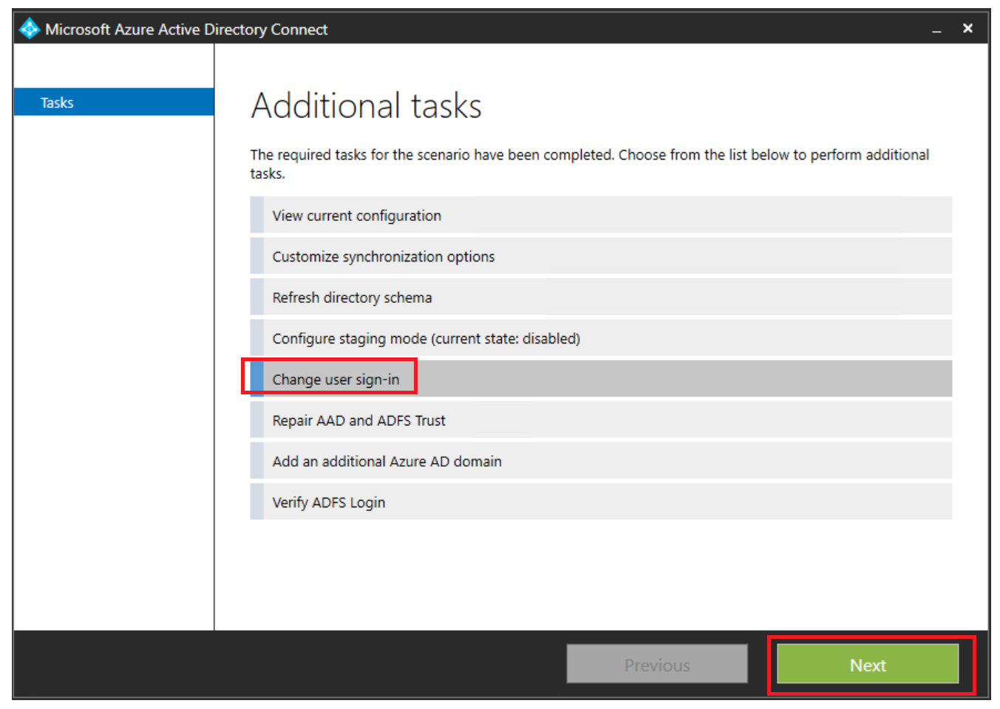 Microsoft Azure Active Directory Connect
Tasks
Additional tasks
The required tasks for the scenario have been completed. Choose from the list below to perform additional
tasks.
View current configuration
Customize synchronization options
Refresh directory schema
Configure staging mode (current state: disabled)
Change user sign-in
Repair AAD and ADFS Trust
Add an additional Azure AD domain
Verify ADFS Login
Previous
Next